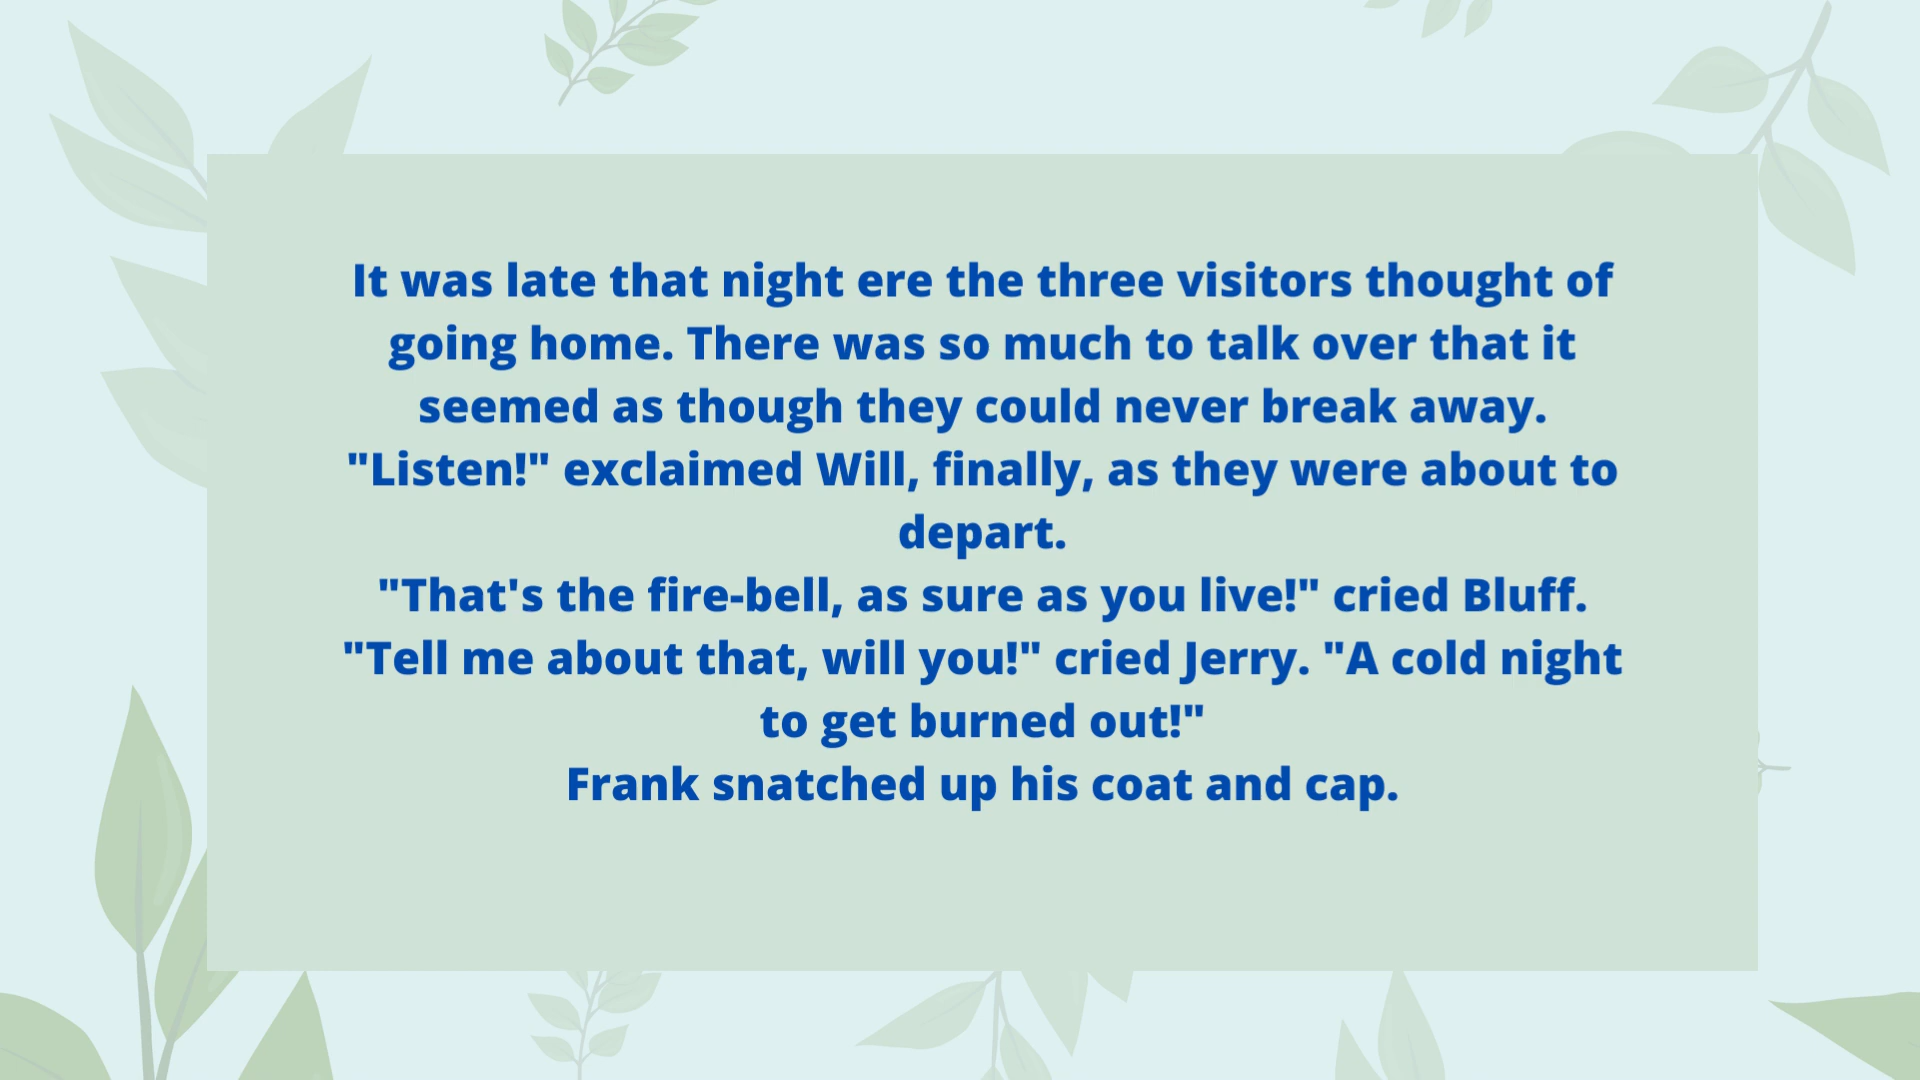 It was late that night ere the three visitors thought of
going home. There was so much to talk over that it
seemed as though they could never break away.
"Listen!" exclaimed Will, finally, as they were about to
depart.
"That's the fire-bell, as sure as you live!" cried Bluff.
"Tell me about that, will you!" cried Jerry. "A cold night
to get burned out!"
Frank snatched up his coat and cap.